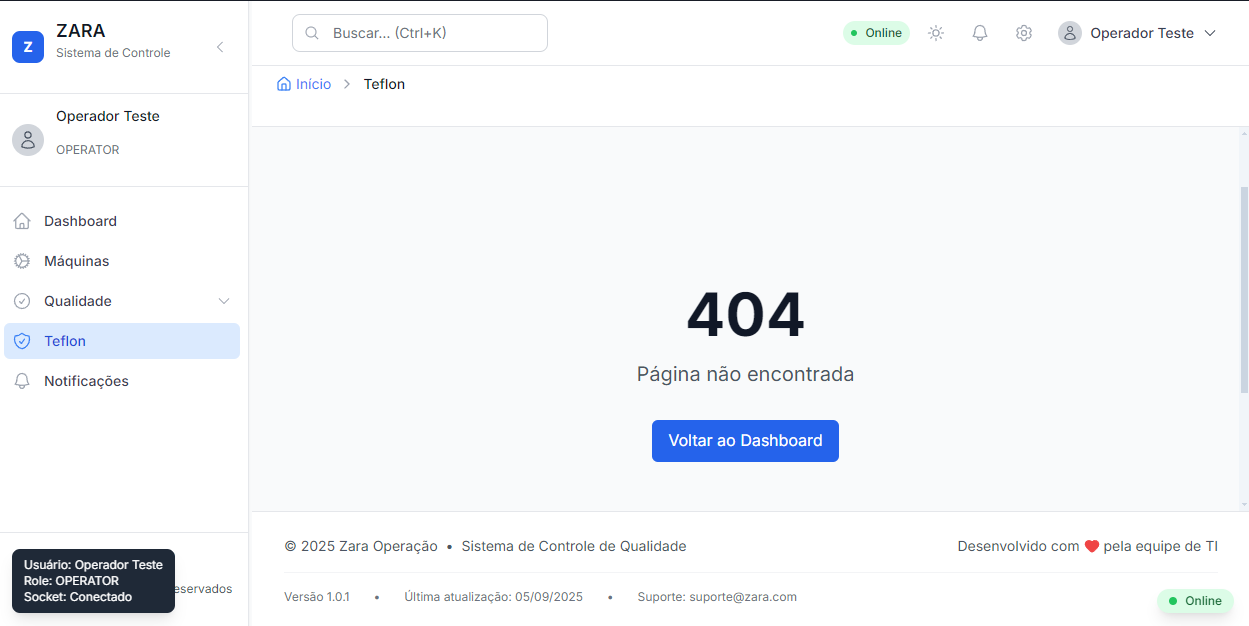 Z
ZARA
Sistema de Controle
Buscar... (Ctrl+K)
Online
Operador Teste
Início
Teflon
Operador Teste
OPERATOR
Dashboard
Máquinas
Qualidade
Teflon
Notificações
404
Página não encontrada
Voltar ao Dashboard
© 2025 Zara Operação • Sistema de Controle de Qualidade
Desenvolvido com ❤️ pela equipe de TI
Versão 1.0.1 • Última atualização: 05/09/2025 • Suporte: suporte@zara.com
Usuário: Operador Teste
Role: OPERATOR
Socket: Conectado
eservados
Online